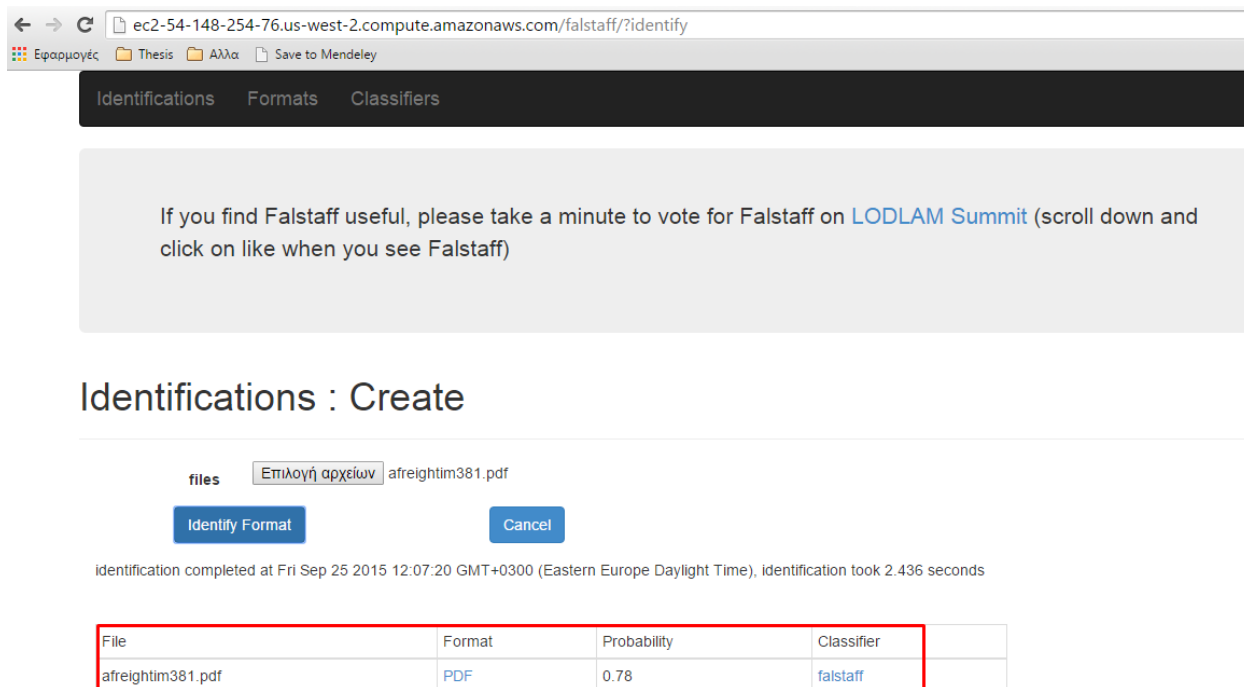 ec2-54-148-254-76.us-west-2.compute.amazonaws.com/falstaff/?identify
Εφαρμογές Thesis Αλλα Save to Mendeley
Identifications Formats Classifiers
If you find Falstaff useful, please take a minute to vote for Falstaff on LODLAM Summit (scroll down and
click on like when you see Falstaff)
Identifications : Create
files Επιλογή αρχείων afreightim381.pdf
Identify Format Cancel
identification completed at Fri Sep 25 2015 12:07:20 GMT+0300 (Eastern Europe Daylight Time), identification took 2.436 seconds
File Format Probability Classifier
afreightim381.pdf PDF 0.78 falstaff